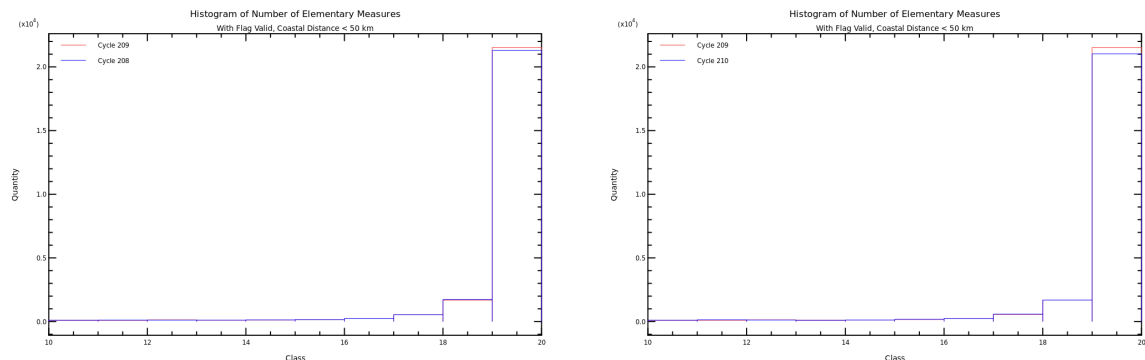 Histogram of Number of Elementary Measures
With Flag Valid, Coastal Distance < 50 km
(x10⁴)
Cycle 209
Cycle 208
2.0
1.5
1.0
0.5
0.0
Quantity
10 12 14 16 18 20
Class
Histogram of Number of Elementary Measures
With Flag Valid, Coastal Distance < 50 km
(x10⁴)
Cycle 209
Cycle 210
2.0
1.5
1.0
0.5
0.0
Quantity
10 12 14 16 18 20
Class